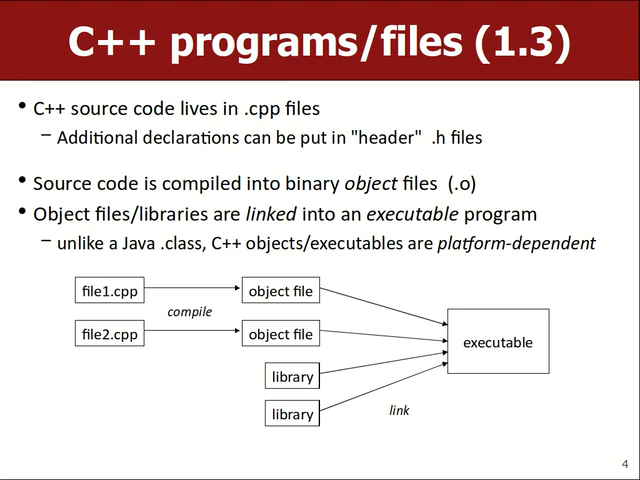 C++ programs/files (1.3)
• C++ source code lives in .cpp files
– Additional declarations can be put in "header" .h files
• Source code is compiled into binary object files (.o)
• Object files/libraries are linked into an executable program
– unlike a Java .class, C++ objects/executables are platform-dependent
file1.cpp
object file
compile
file2.cpp
object file
executable
library
library
link
4